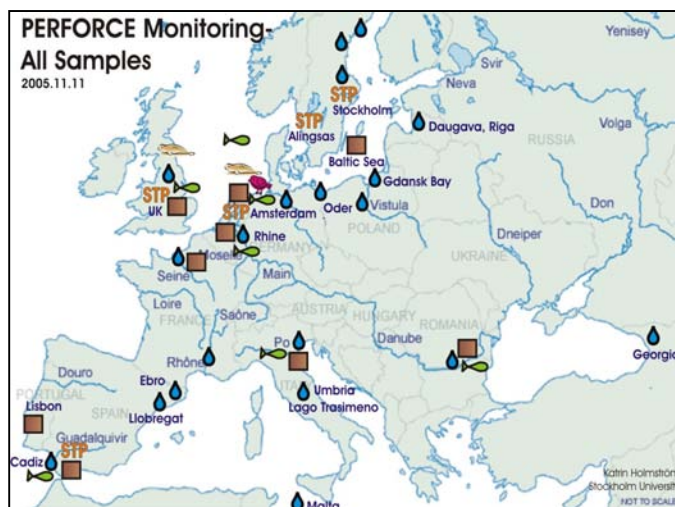 PERFORCE Monitoring-
All Samples
2005.11.11
Yenisey
Svir
Neva
STP
Stockholm
STP
Alingsas
Daugava, Riga
Volga
RUSSIA
Baltic Sea
STP
UK
Gdansk Bay
Amsterdam
Oder
Vistula
Don
STP
Rhine
POLAND
Dneiper
GERMANY
UKRAINE
Moselle
Seine
Main
Loire
FRANCE
Saône
AUSTRIA
HUNGARY
ROMANIA
Po
Danube
Georgia
Rhône
Douro
Ebro
ITALY
Umbria
Lago Trasimeno
PORTUGAL
Lisbon
SPAIN
Llobregat
Guadalquivir
STP
Cadiz
Malta
Katrin Holmström
Stockholm University
NOT TO SCALE